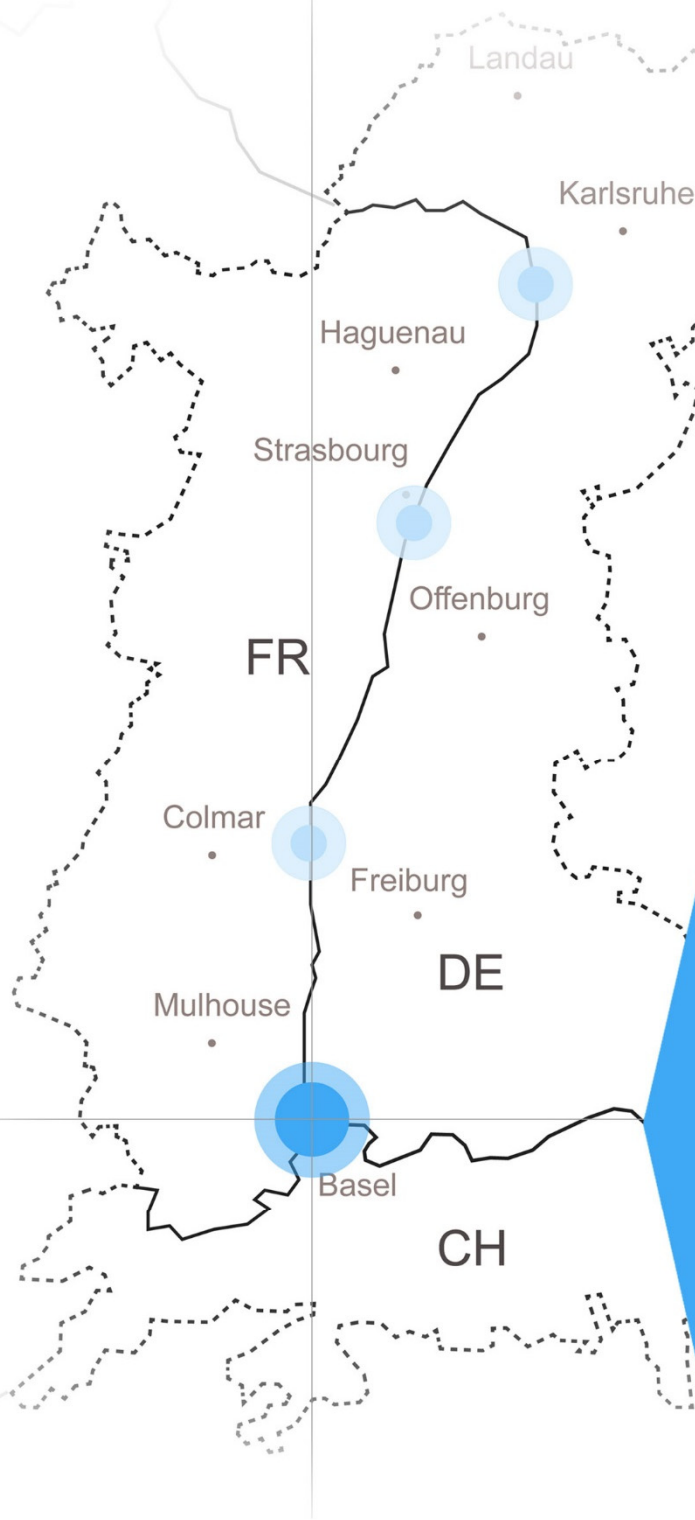 Landau
Karlsruhe
Haguenau
Strasbourg
Offenburg
FR
Colmar
Freiburg
DE
Mulhouse
Basel
CH